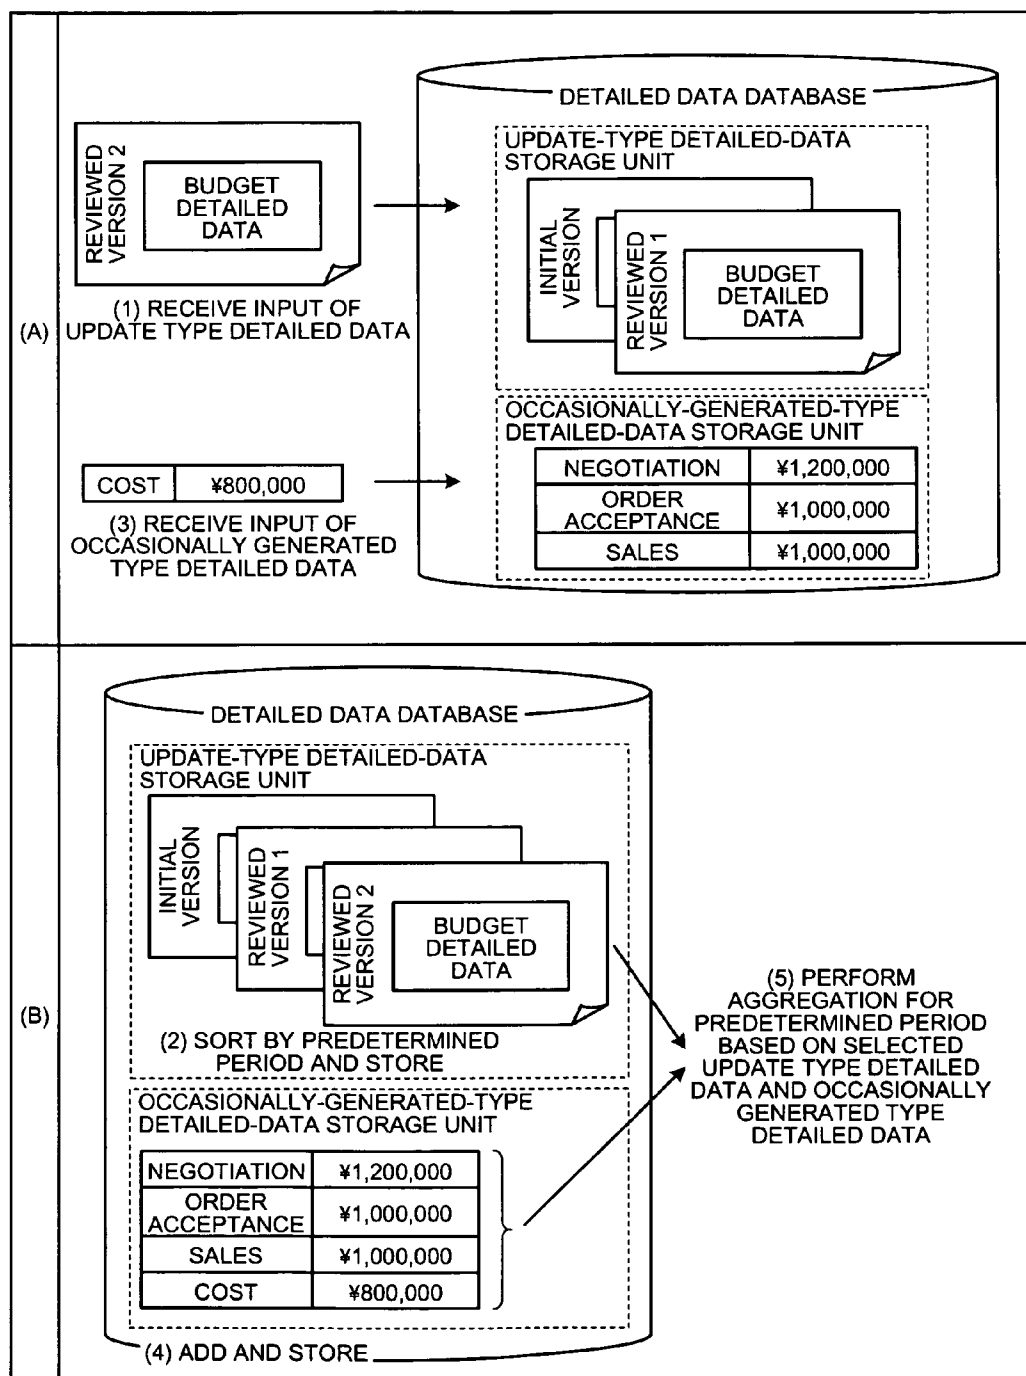 (A)
REVIEWED
VERSION 2
BUDGET
DETAILED
DATA
(1) RECEIVE INPUT OF
UPDATE TYPE DETAILED DATA
COST ¥800,000
(3) RECEIVE INPUT OF
OCCASIONALLY GENERATED
TYPE DETAILED DATA
DETAILED DATA DATABASE
UPDATE-TYPE DETAILED-DATA
STORAGE UNIT
INITIAL
VERSION
REVIEWED
VERSION 1
BUDGET
DETAILED
DATA
OCCASIONALLY-GENERATED-TYPE
DETAILED-DATA STORAGE UNIT
NEGOTIATION ¥1,200,000
ORDER
ACCEPTANCE ¥1,000,000
SALES ¥1,000,000
(B)
DETAILED DATA DATABASE
UPDATE-TYPE DETAILED-DATA
STORAGE UNIT
INITIAL
VERSION
REVIEWED
VERSION 1
REVIEWED
VERSION 2
BUDGET
DETAILED
DATA
(2) SORT BY PREDETERMINED
PERIOD AND STORE
OCCASIONALLY-GENERATED-TYPE
DETAILED-DATA STORAGE UNIT
NEGOTIATION ¥1,200,000
ORDER
ACCEPTANCE ¥1,000,000
SALES ¥1,000,000
COST ¥800,000
(4) ADD AND STORE
(5) PERFORM
AGGREGATION FOR
PREDETERMINED PERIOD
BASED ON SELECTED
UPDATE TYPE DETAILED
DATA AND OCCASIONALLY
GENERATED TYPE
DETAILED DATA